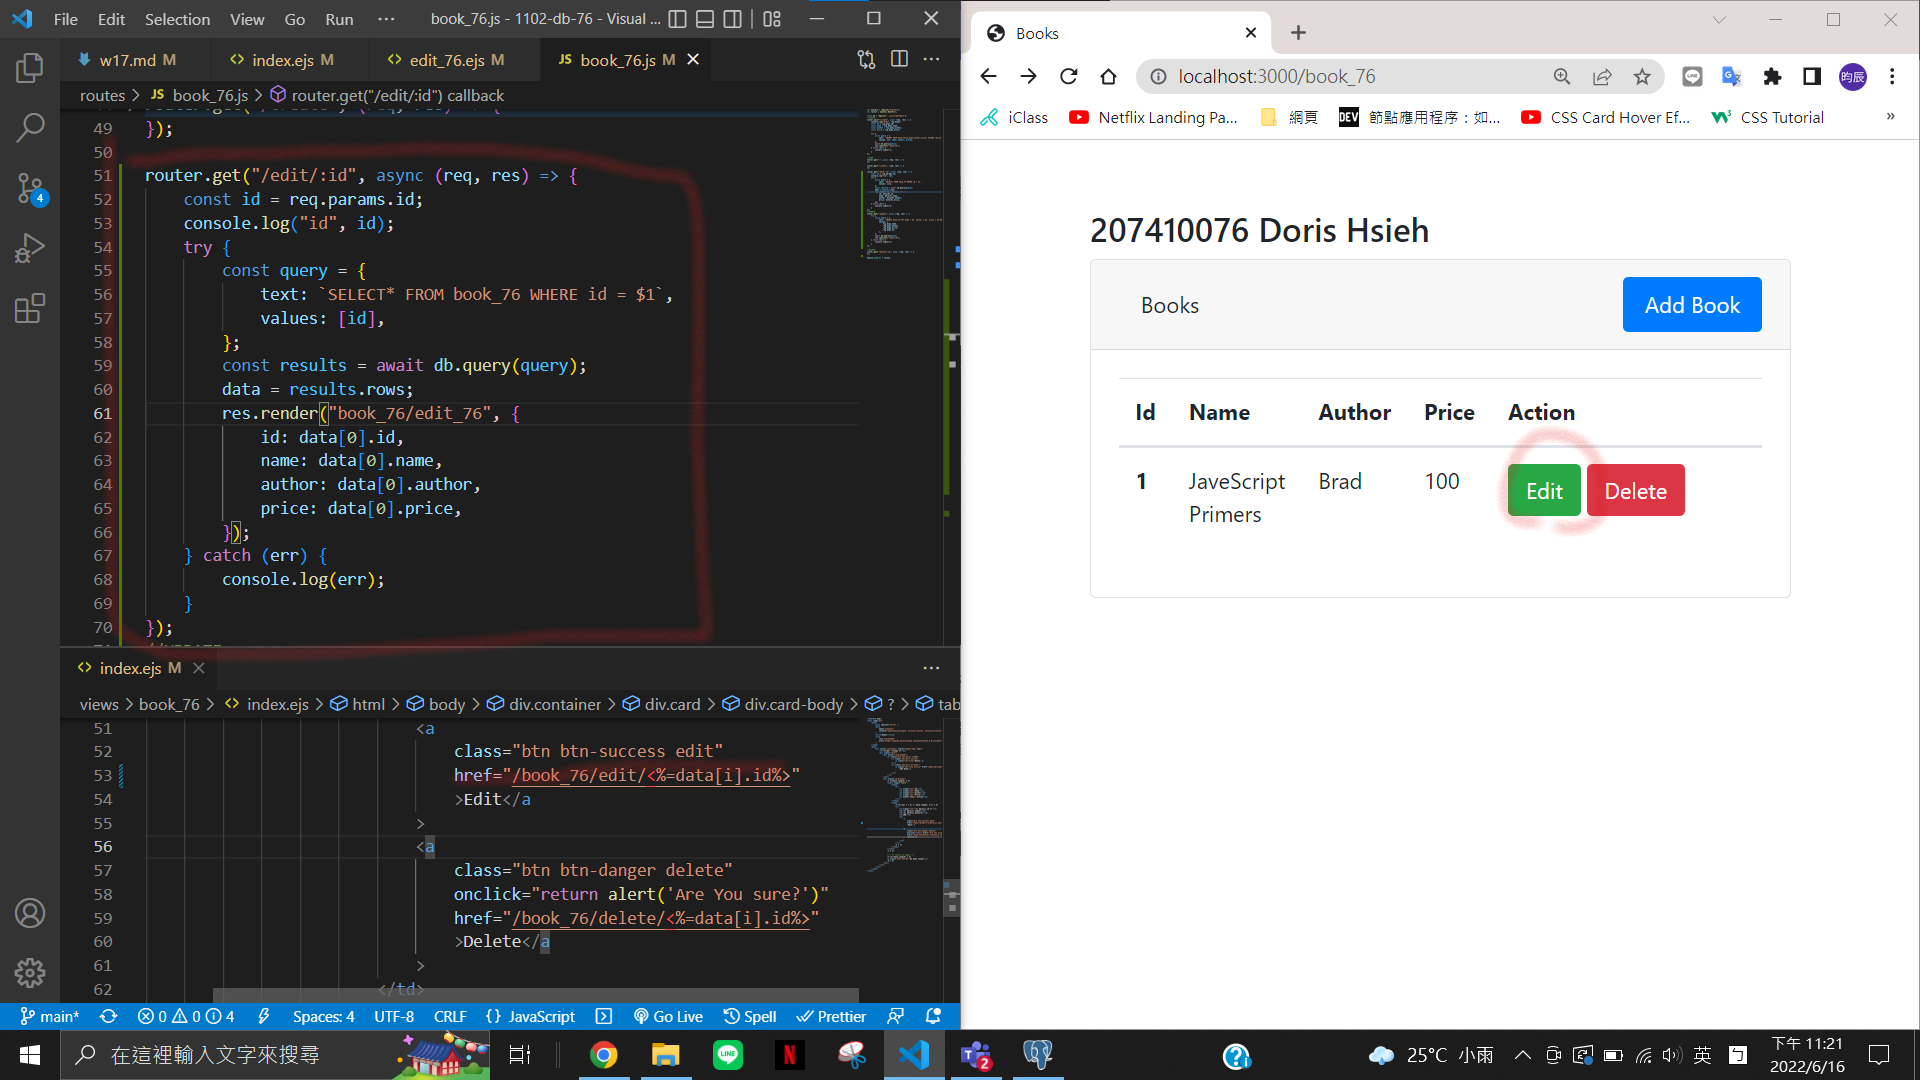 File Edit Selection View Go Run ··· book_76.js - 1102-db-76 - Visual ...
w17.md M index.ejs M edit_76.ejs M JS book_76.js M
routes > JS book_76.js > router.get("/edit/:id") callback
49 });
50
51 router.get("/edit/:id", async (req, res) => {
52 const id = req.params.id;
53 console.log("id", id);
54 try {
55 const query = {
56 text: `SELECT* FROM book_76 WHERE id = $1`,
57 values: [id],
58 };
59 const results = await db.query(query);
60 data = results.rows;
61 res.render("book_76/edit_76", {
62 id: data[0].id,
63 name: data[0].name,
64 author: data[0].author,
65 price: data[0].price,
66 });
67 } catch (err) {
68 console.log(err);
69 }
70 });
index.ejs M
views > book_76 > index.ejs > html > body > div.container > div.card > div.card-body > ? > tab
51 <a
52 class="btn btn-success edit"
53 href="/book_76/edit/<%=data[i].id%>"
54 >Edit</a
55 >
56 <a
57 class="btn btn-danger delete"
58 onclick="return alert('Are You sure?')"
59 href="/book_76/delete/<%=data[i].id%>"
60 >Delete</a
61 >
62 </td>
4
main* 0 0 4 Spaces: 4 UTF-8 CRLF {} JavaScript Go Live Spell Prettier
Books
localhost:3000/book_76
昀辰
iClass Netflix Landing Pa... 網頁 DEV 節點應用程序：如... CSS Card Hover Ef... CSS Tutorial »
207410076 Doris Hsieh
Books Add Book
Id Name Author Price Action
1 JaveScript Primers Brad 100 Edit Delete
在這裡輸入文字來搜尋
LINE N 2
25°C 小雨 英
下午 11:21
2022/6/16